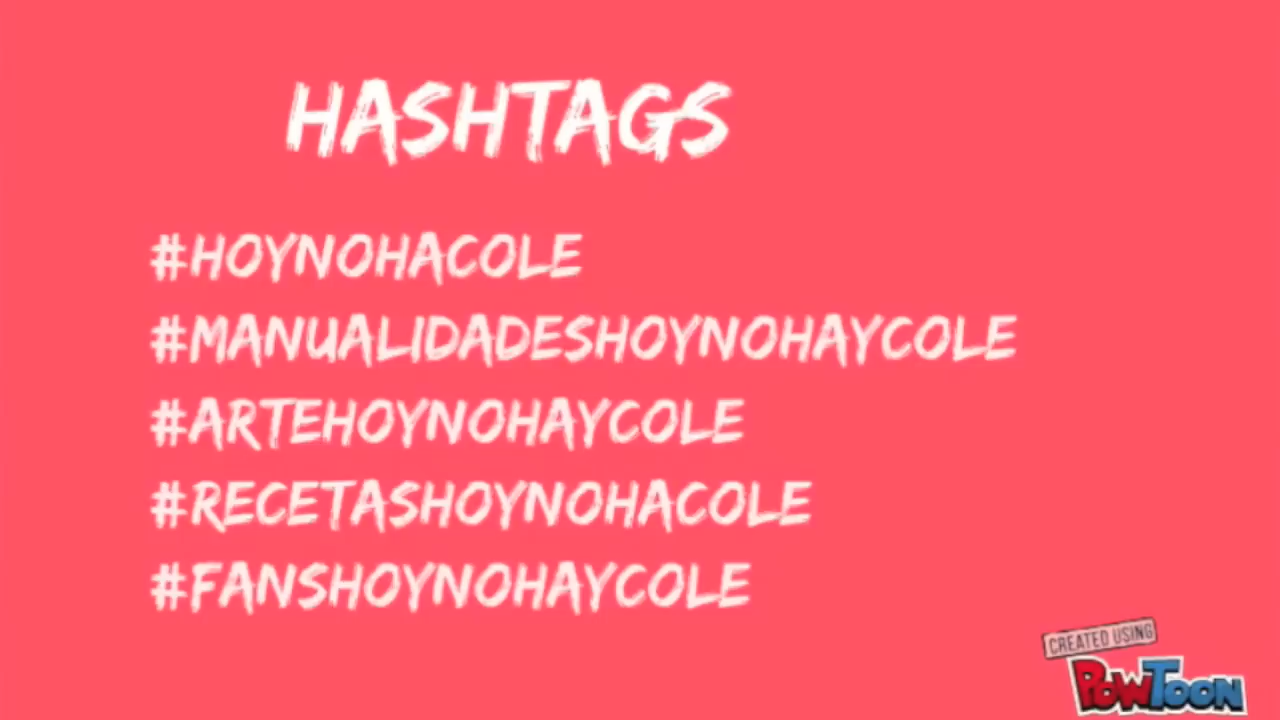 HASHTAGS
#HOYNOHACOLE
#MANUALIDADESHOYNOHAYCOLE
#ARTEHOYNOHAYCOLE
#RECETASHOYNOHACOLE
#FANSHOYNOHAYCOLE
CREATED USING
POWTOON